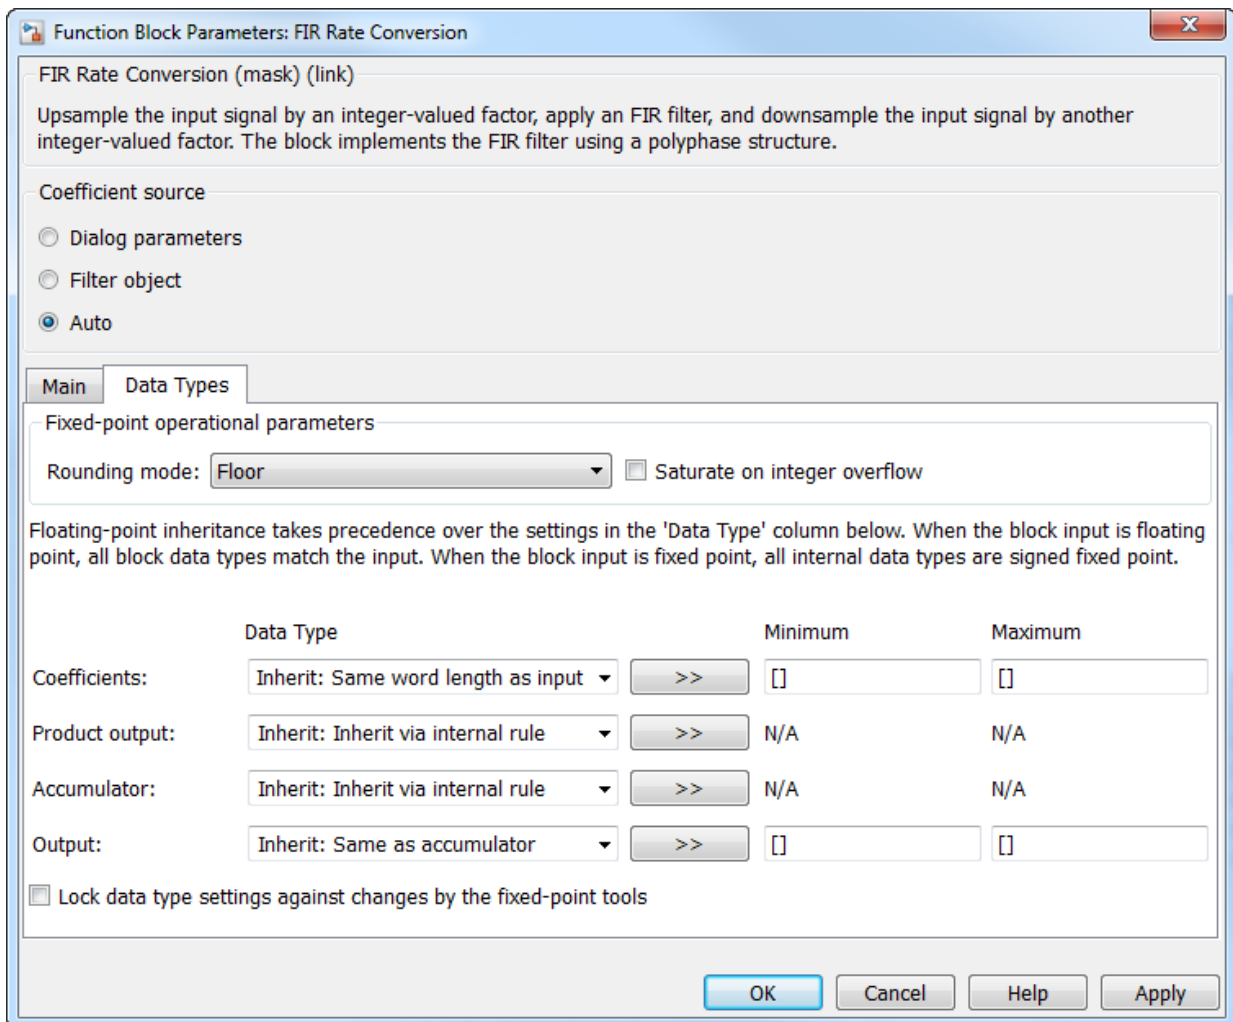 Function Block Parameters: FIR Rate Conversion
FIR Rate Conversion (mask) (link)
Upsample the input signal by an integer-valued factor, apply an FIR filter, and downsample the input signal by another
integer-valued factor. The block implements the FIR filter using a polyphase structure.
Coefficient source
Dialog parameters
Filter object
Auto
Main Data Types
Fixed-point operational parameters
Rounding mode: Floor Saturate on integer overflow
Floating-point inheritance takes precedence over the settings in the 'Data Type' column below. When the block input is floating
point, all block data types match the input. When the block input is fixed point, all internal data types are signed fixed point.
Data Type Minimum Maximum
Coefficients: Inherit: Same word length as input >> [] []
Product output: Inherit: Inherit via internal rule >> N/A N/A
Accumulator: Inherit: Inherit via internal rule >> N/A N/A
Output: Inherit: Same as accumulator >> [] []
Lock data type settings against changes by the fixed-point tools
OK Cancel Help Apply